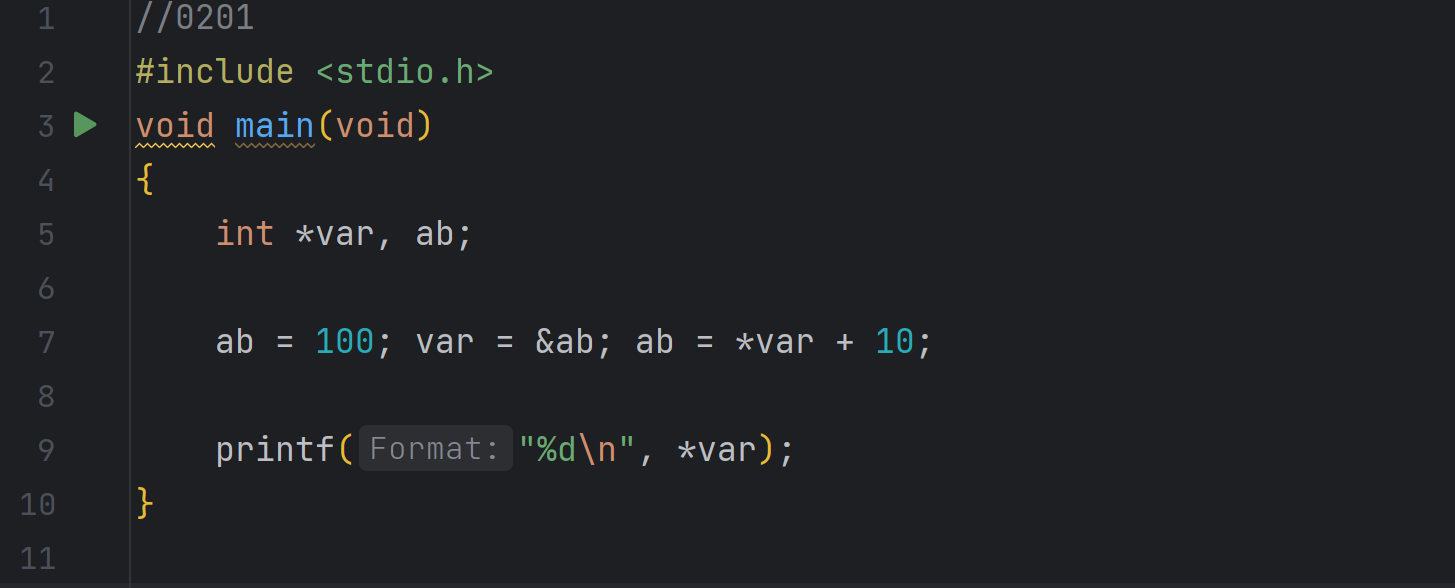 1 //0201
2 #include <stdio.h>
3 void main(void)
4 {
5 int *var, ab;
6
7 ab = 100; var = &ab; ab = *var + 10;
8
9 printf( Format: "%d\n", *var);
10 }
11